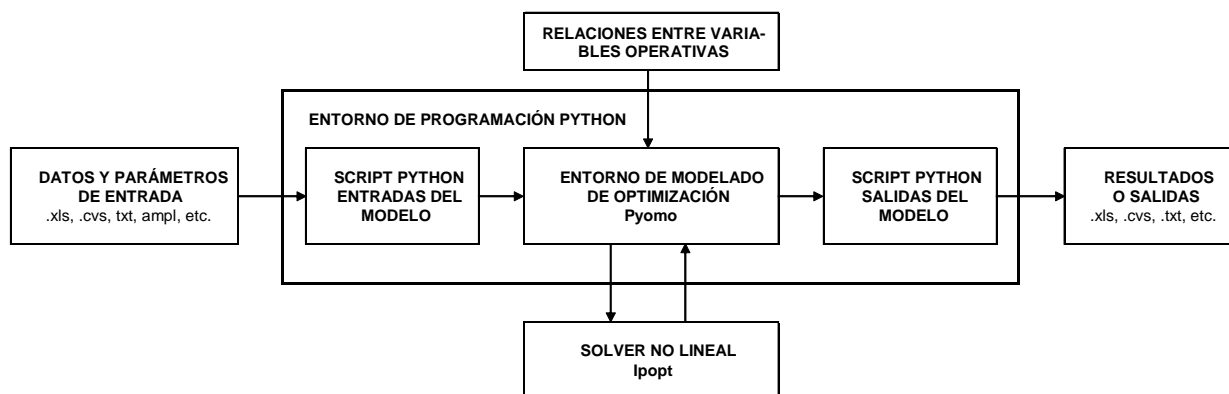 RELACIONES ENTRE VARIA-
BLES OPERATIVAS
ENTORNO DE PROGRAMACIÓN PYTHON
DATOS Y PARÁMETROS
DE ENTRADA
.xls, .cvs, txt, ampl, etc.
SCRIPT PYTHON
ENTRADAS DEL
MODELO
ENTORNO DE MODELADO
DE OPTIMIZACIÓN
Pyomo
SCRIPT PYTHON
SALIDAS DEL
MODELO
RESULTADOS
O SALIDAS
.xls, .cvs, .txt, etc.
SOLVER NO LINEAL
Ipopt